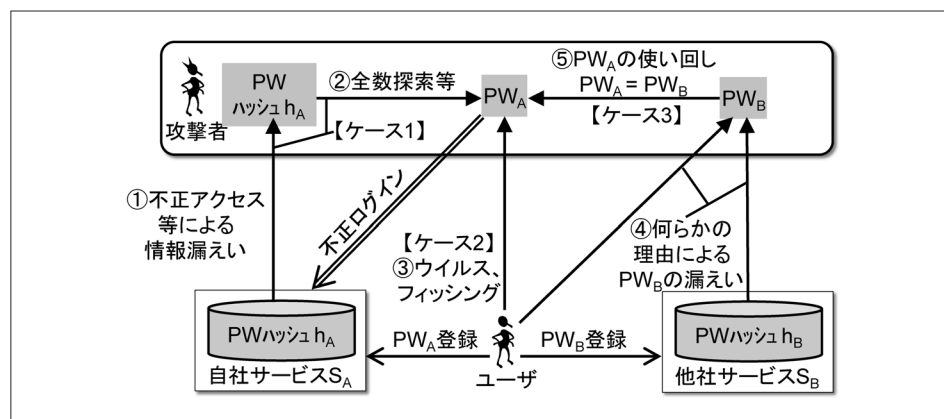 ⑤PWAの使い回し
PW
ハッシュhA
②全数探索等
PWA
PWA = PWB
PWB
【ケース3】
【ケース1】
攻撃者
①不正アクセス
等による
情報漏えい
不正ログイン
【ケース2】
③ウイルス、
フィッシング
④何らかの
理由による
PWBの漏えい
PWハッシュhA
PWA登録
PWB登録
PWハッシュhB
自社サービスSA
ユーザ
他社サービスSB